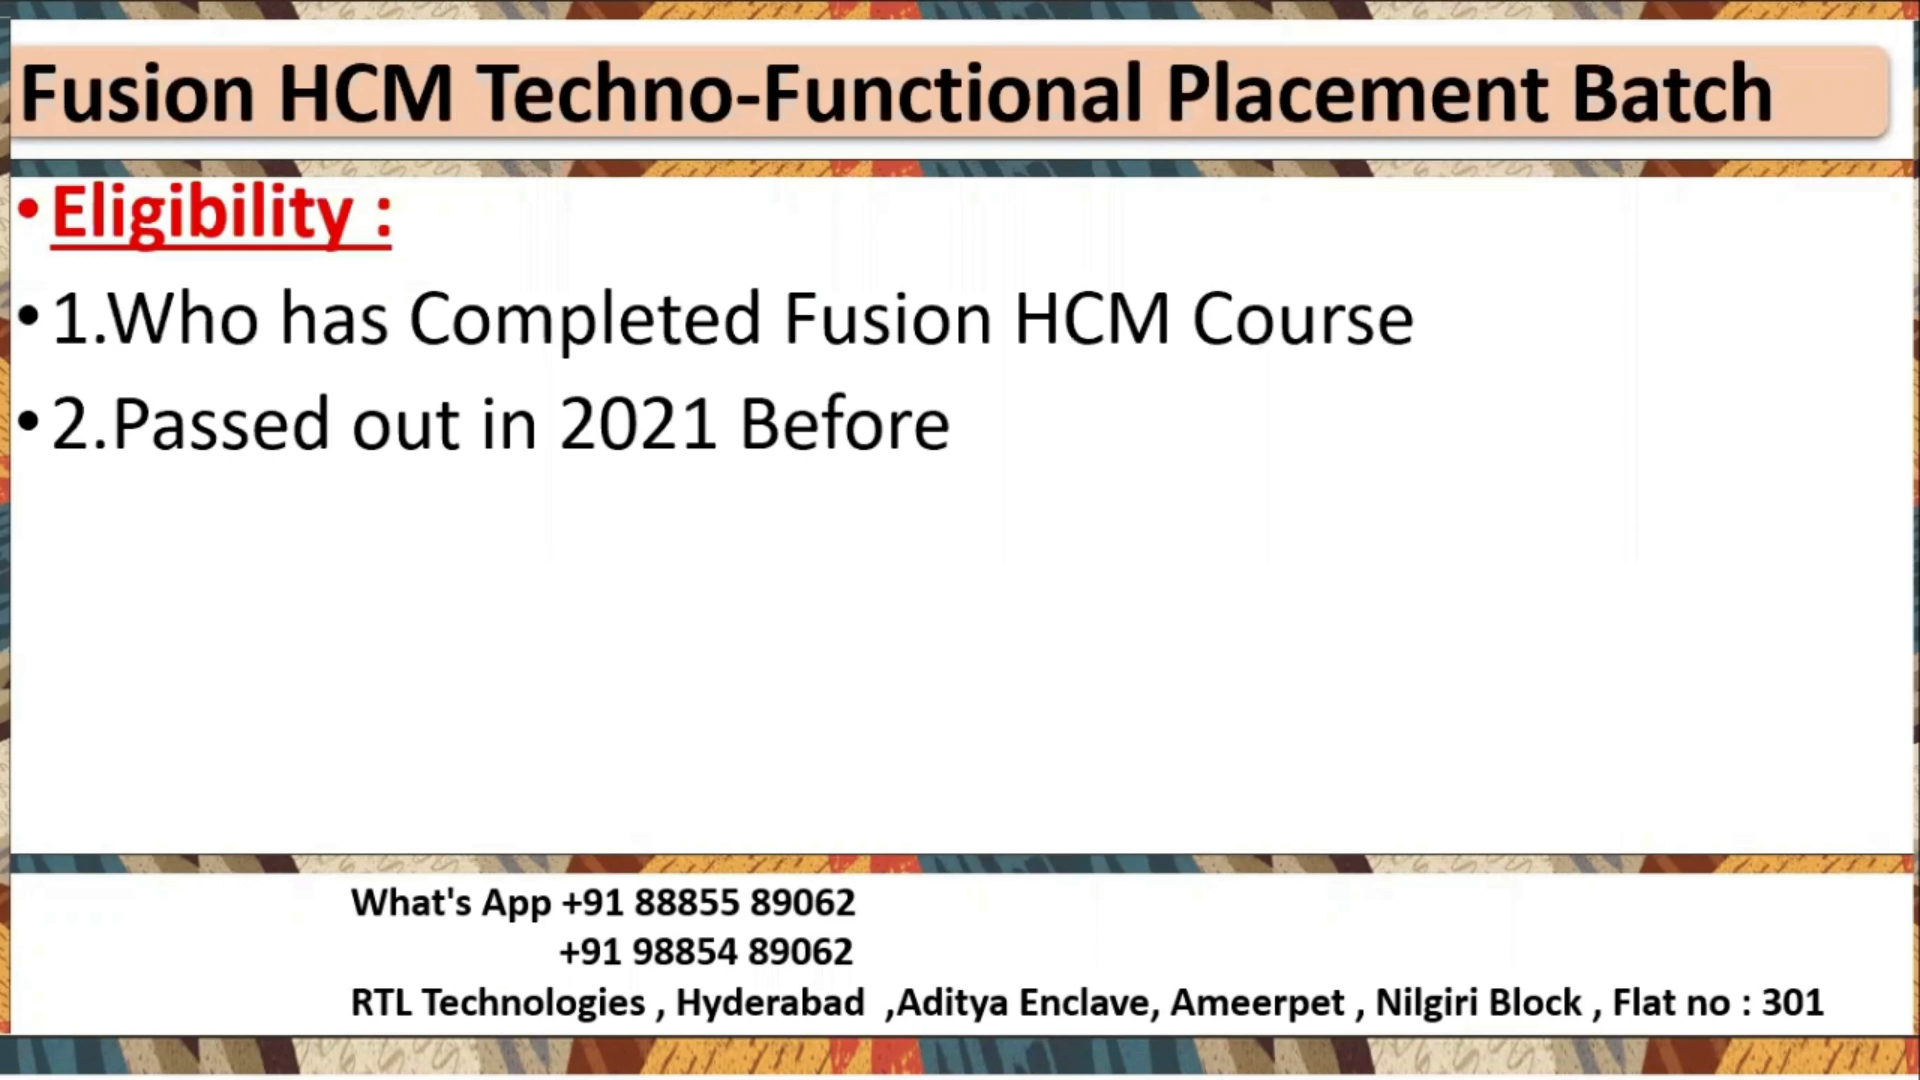 Fusion HCM Techno-Functional Placement Batch
• Eligibility :
• 1.Who has Completed Fusion HCM Course
• 2.Passed out in 2021 Before
What's App +91 88855 89062
+91 98854 89062
RTL Technologies , Hyderabad ,Aditya Enclave, Ameerpet , Nilgiri Block , Flat no : 301